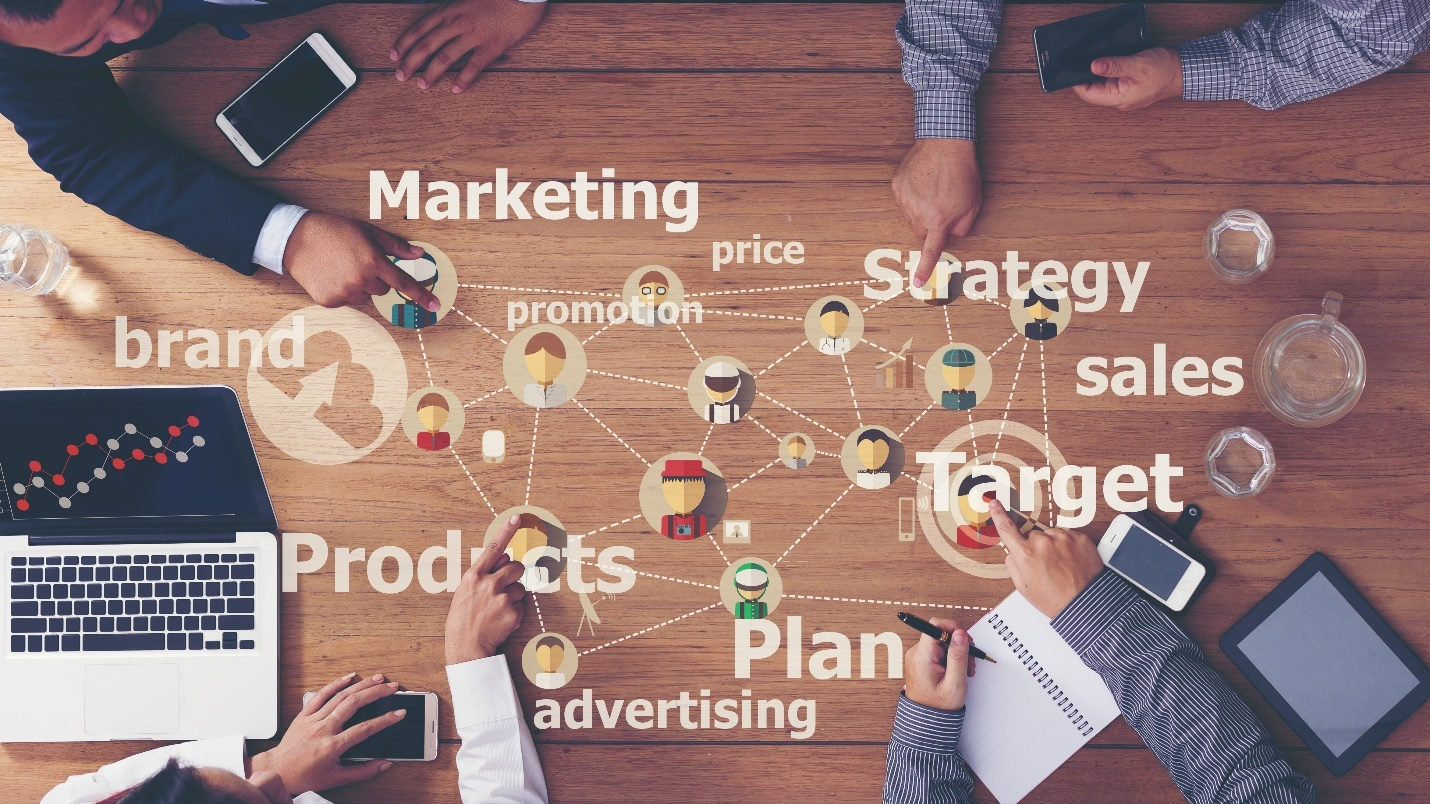 Marketing
price
Strategy
promotion
brand
sales
Target
Products
Plan
advertising